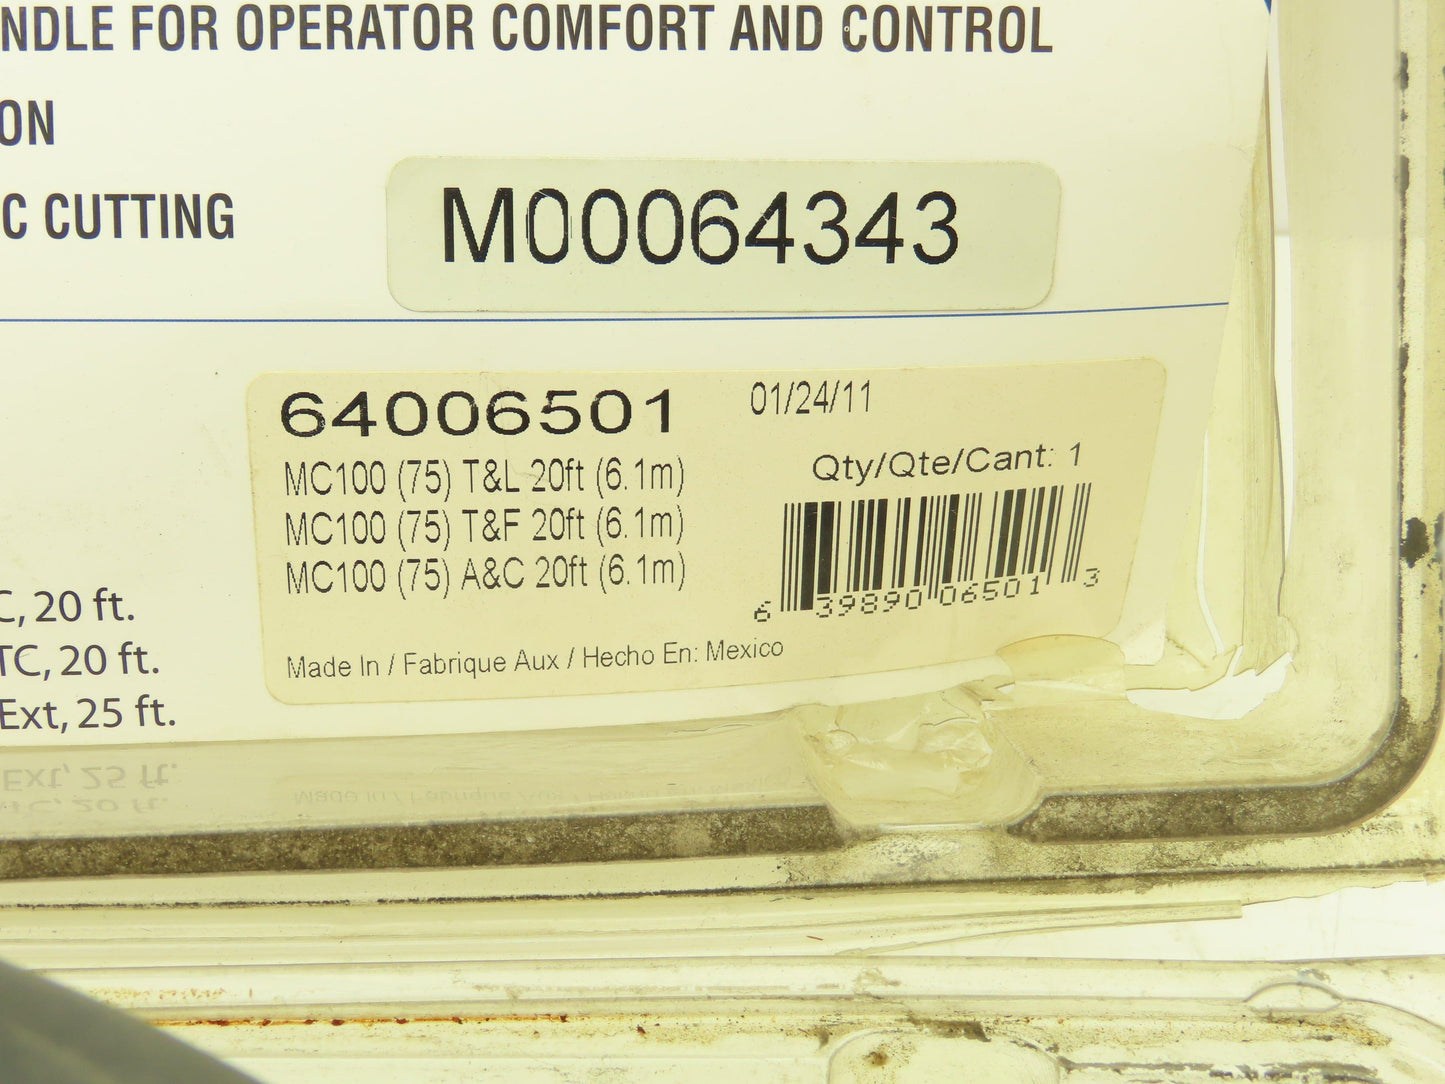 NDLE FOR OPERATOR COMFORT AND CONTROL
ON
C CUTTING
M00064343
64006501
01/24/11
MC100 (75) T&L 20ft (6.1m)
MC100 (75) T&F 20ft (6.1m)
MC100 (75) A&C 20ft (6.1m)
Qty/Qte/Cant: 1
6 39890 06501 3
Made In / Fabrique Aux / Hecho En: Mexico
C, 20 ft.
TC, 20 ft.
Ext, 25 ft.